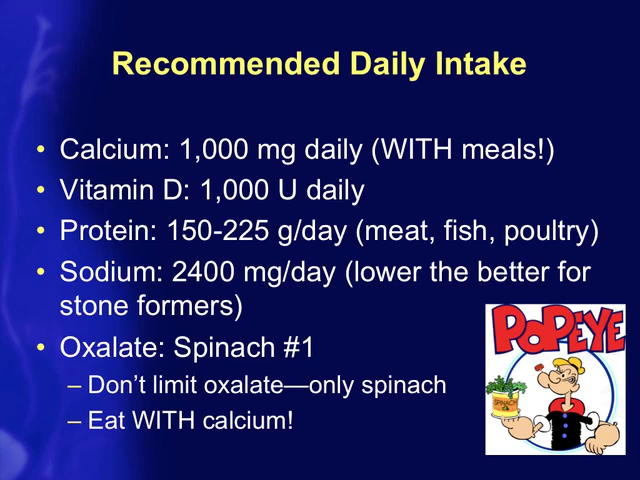 Recommended Daily Intake
• Calcium: 1,000 mg daily (WITH meals!)
• Vitamin D: 1,000 U daily
• Protein: 150-225 g/day (meat, fish, poultry)
• Sodium: 2400 mg/day (lower the better for
stone formers)
• Oxalate: Spinach #1
– Don’t limit oxalate—only spinach
– Eat WITH calcium!
POPEYE
SPINACH